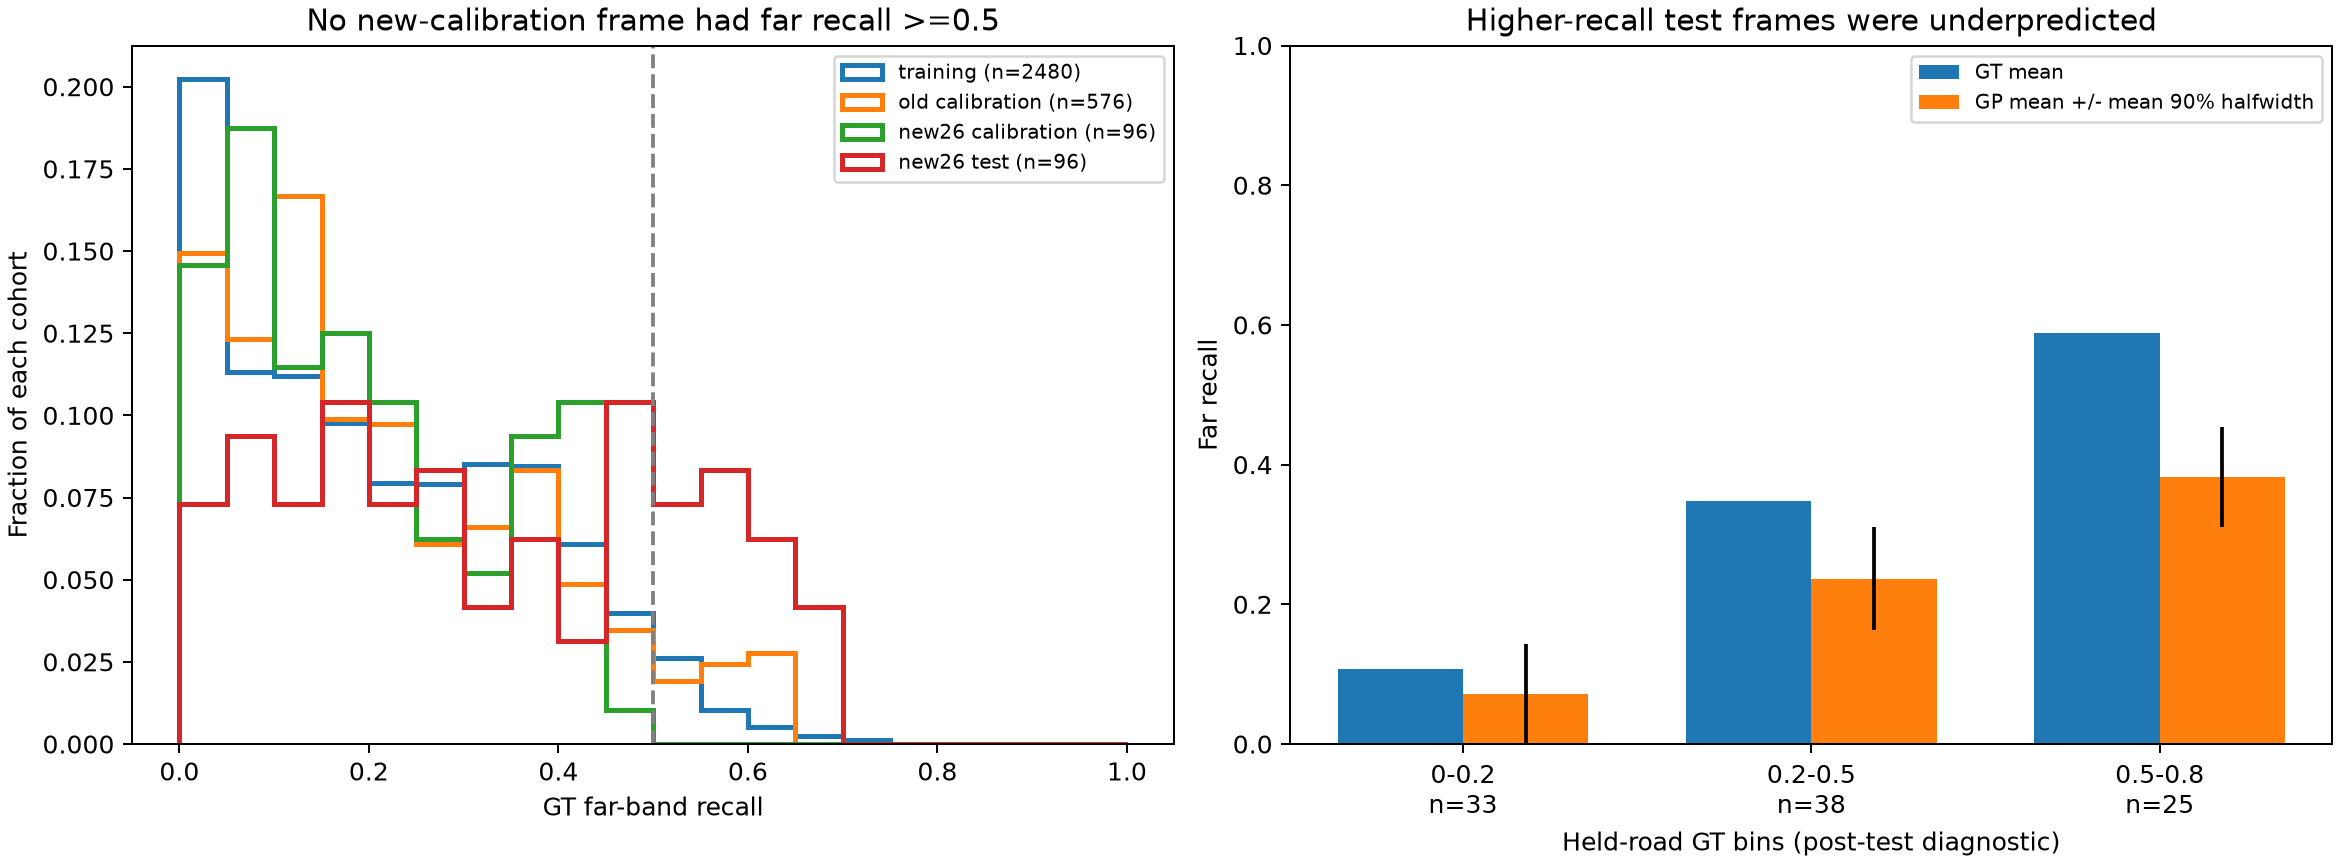 No new-calibration frame had far recall >=0.5
training (n=2480)
old calibration (n=576)
new26 calibration (n=96)
new26 test (n=96)
Fraction of each cohort
0.200
0.175
0.150
0.125
0.100
0.075
0.050
0.025
0.000
0.0 0.2 0.4 0.6 0.8 1.0
GT far-band recall
Higher-recall test frames were underpredicted
GT mean
GP mean +/- mean 90% halfwidth
Far recall
1.0
0.8
0.6
0.4
0.2
0.0
0-0.2 0.2-0.5 0.5-0.8
n=33 n=38 n=25
Held-road GT bins (post-test diagnostic)